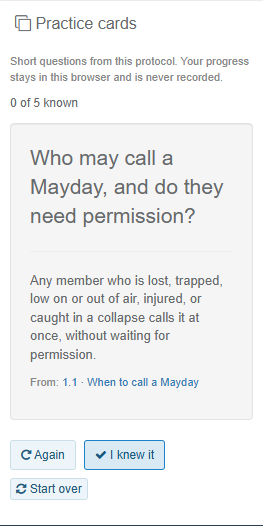 Practice cards
Short questions from this protocol. Your progress
stays in this browser and is never recorded.
0 of 5 known
Who may call a
Mayday, and do they
need permission?
Any member who is lost, trapped,
low on or out of air, injured, or
caught in a collapse calls it at
once, without waiting for
permission.
From: 1.1 · When to call a Mayday
Again
I knew it
Start over